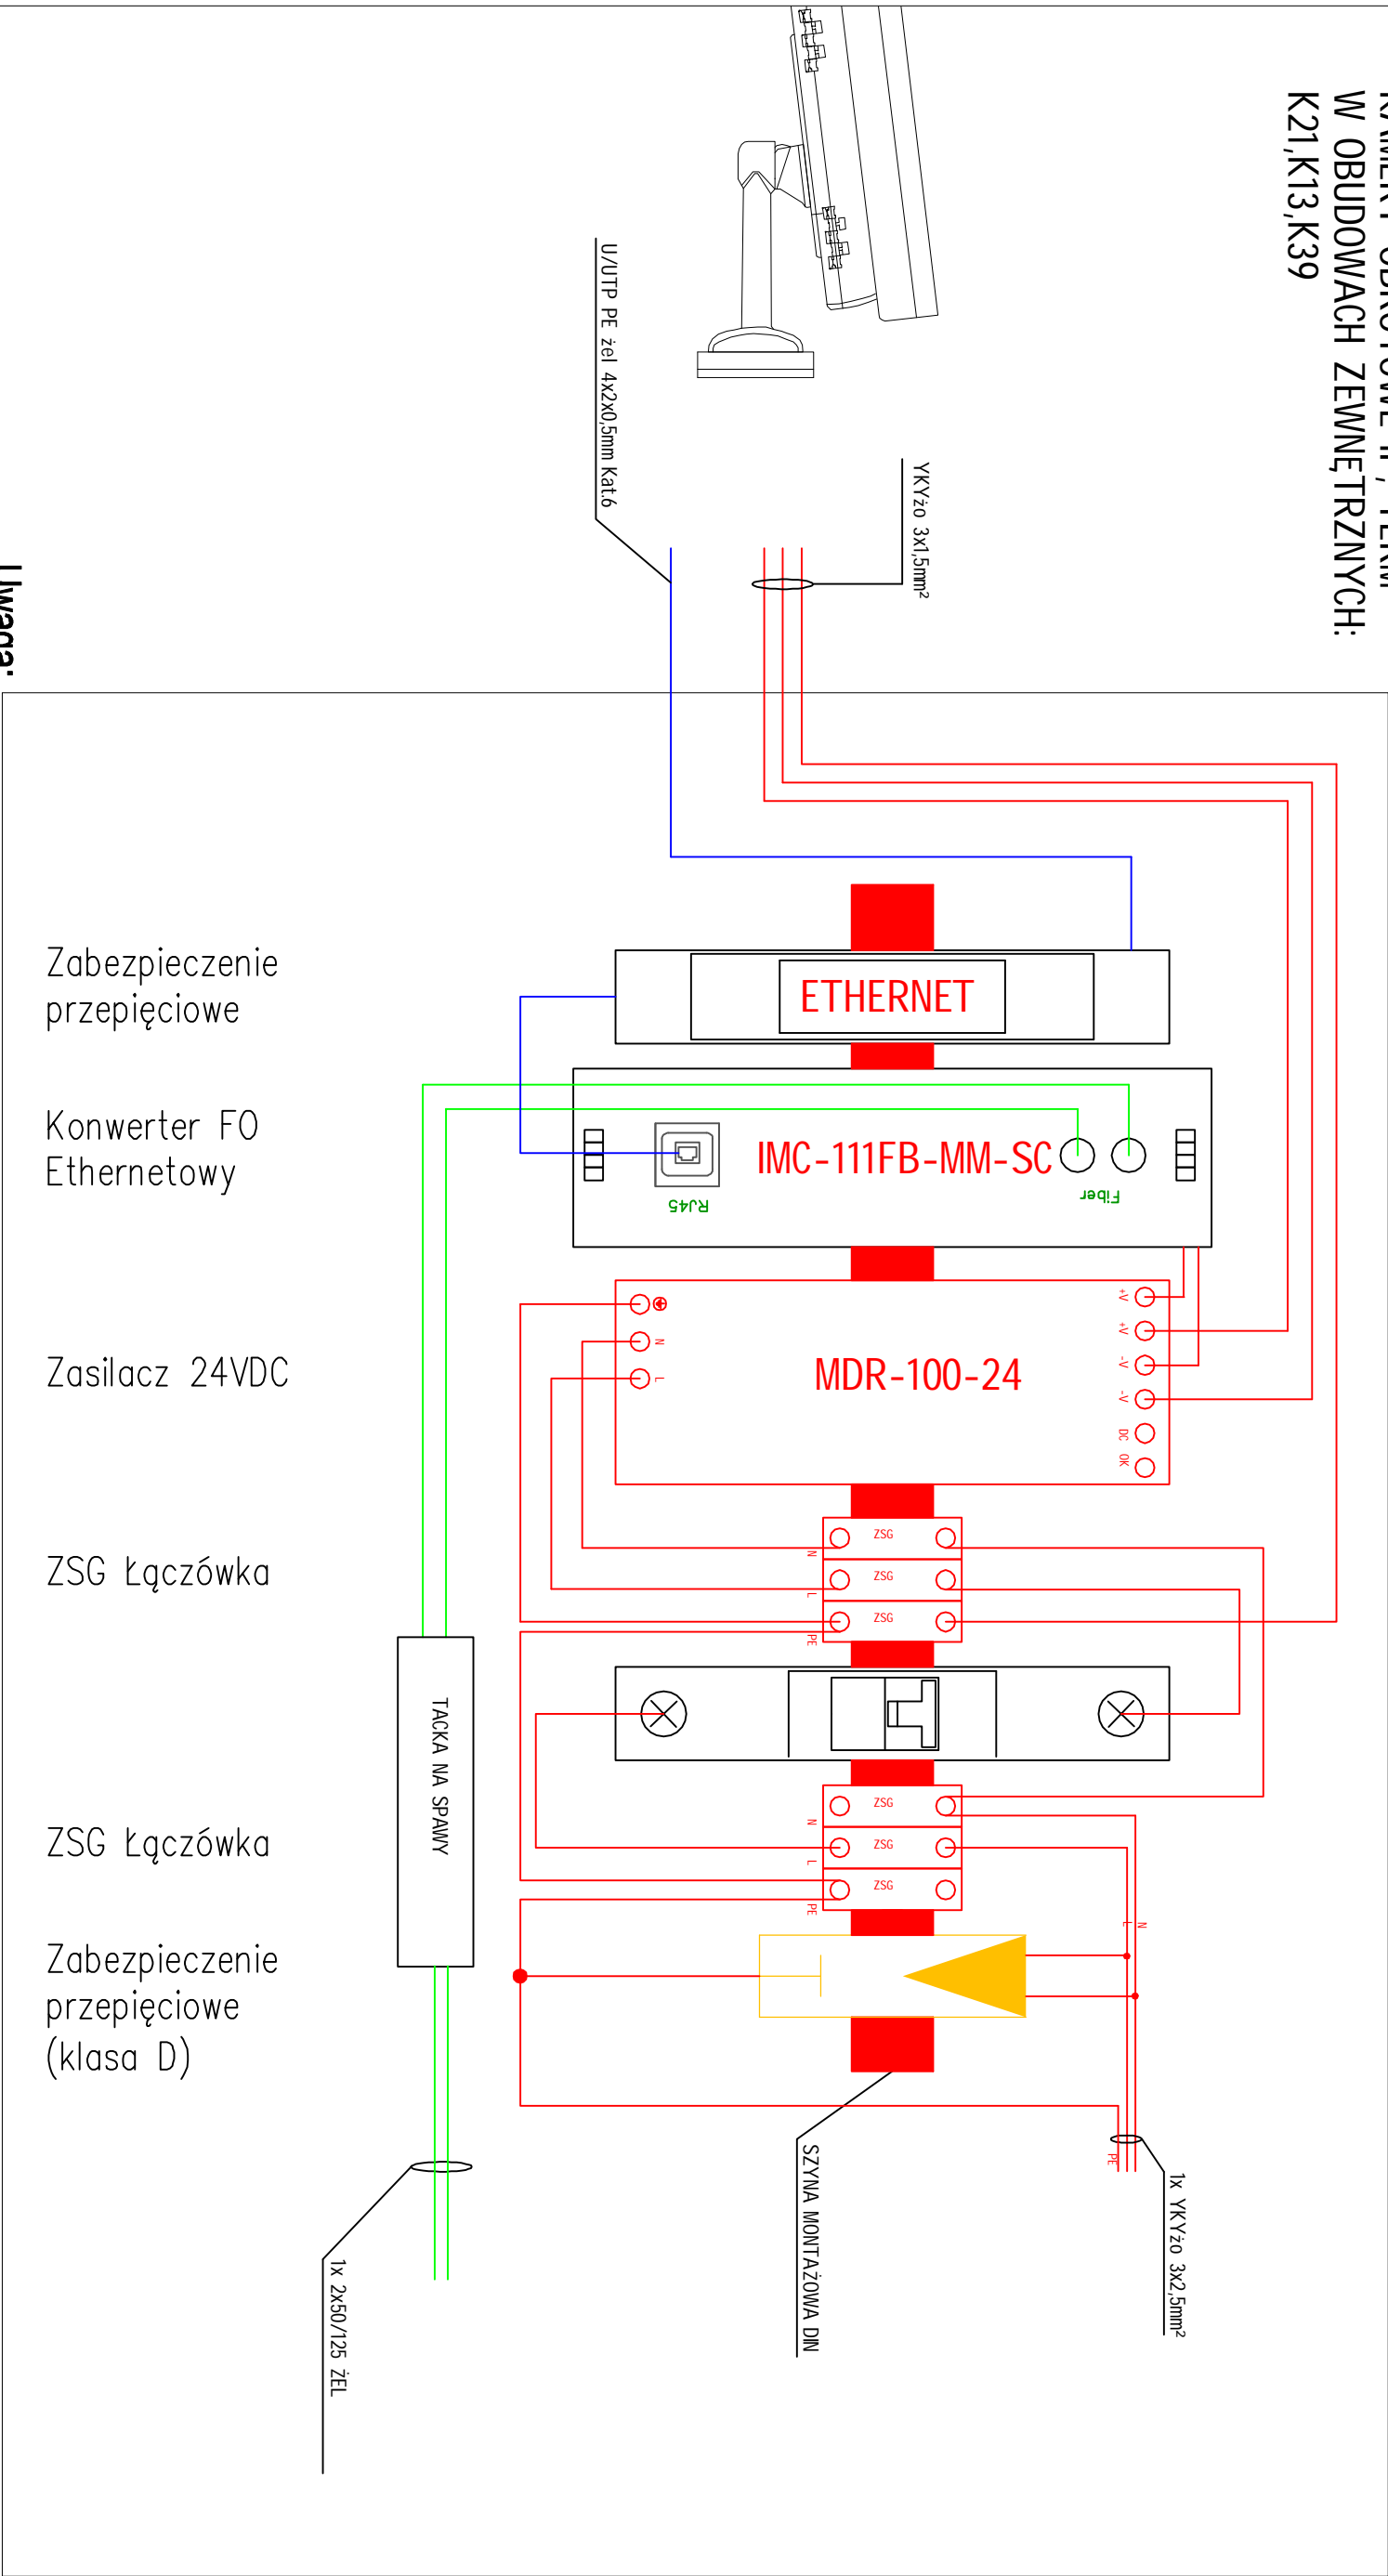 W OBUDOWACH ZEWNĘTRZNYCH:
K21,K13,K39
U/UTP PE żel 4x2x0,5mm Kat.6
YKYżo 3x1,5mm²
Uwaga:
Zabezpieczenie
przepięciowe
ETHERNET
Konwerter FO
Ethernetowy
IMC-111FB-MM-SC
RJ45
Fiber
Zasilacz 24VDC
MDR-100-24
N
L
+V
+V
-V
-V
DC OK
ZSG Łączówka
ZSG
ZSG
ZSG
N
L
PE
TACKA NA SPAWY
ZSG Łączówka
ZSG
ZSG
ZSG
N
L
PE
L
N
Zabezpieczenie
przepięciowe
(klasa D)
PE
SZYNA MONTAŻOWA DIN
1x YKYżo 3x2,5mm²
1x 2x50/125 ŻEL